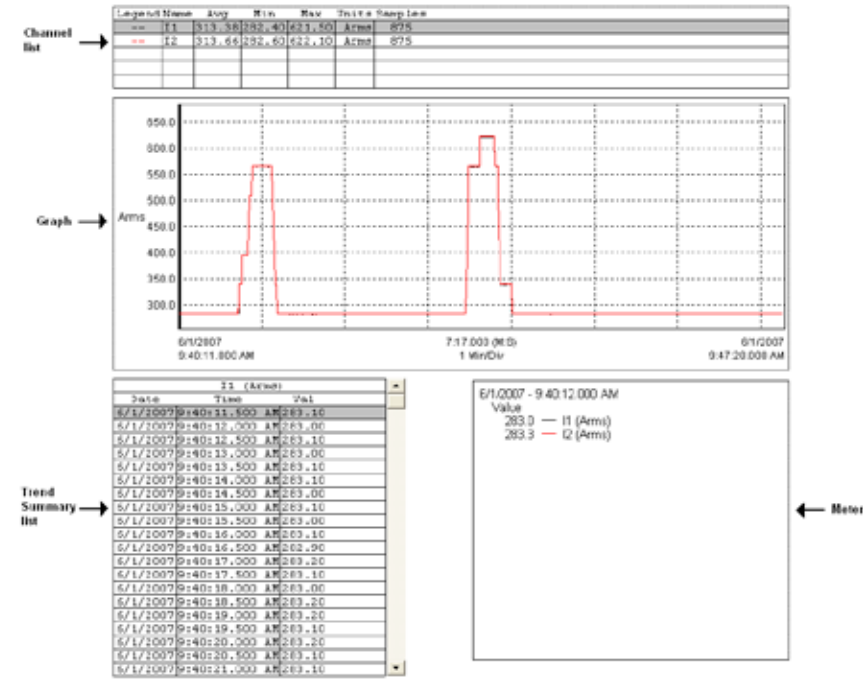 Legend Name Avg Min Max Units Samples
-- I1 313.38 282.40 621.50 Arms 875
-- I2 313.66 282.60 622.10 Arms 875
Channel
list
650.0
600.0
550.0
500.0
Arms
450.0
400.0
350.0
300.0
Graph
6/1/2007 7:17.000 (M:S) 6/1/2007
9:40:11.000 AM 1 Min/Div 9:47:28.000 AM
I1 (Arms)
Date Time Val
6/1/2007 9:40:11.500 AM 283.10
6/1/2007 9:40:12.000 AM 283.00
6/1/2007 9:40:12.500 AM 283.10
6/1/2007 9:40:13.000 AM 283.00
6/1/2007 9:40:13.500 AM 283.10
6/1/2007 9:40:14.000 AM 283.10
6/1/2007 9:40:14.500 AM 283.00
6/1/2007 9:40:15.000 AM 283.10
6/1/2007 9:40:15.500 AM 283.00
6/1/2007 9:40:16.000 AM 283.10
6/1/2007 9:40:16.500 AM 282.90
6/1/2007 9:40:17.000 AM 283.20
6/1/2007 9:40:17.500 AM 283.10
6/1/2007 9:40:18.000 AM 283.00
6/1/2007 9:40:18.500 AM 283.20
6/1/2007 9:40:19.000 AM 283.20
6/1/2007 9:40:19.500 AM 283.10
6/1/2007 9:40:20.000 AM 283.20
6/1/2007 9:40:20.500 AM 283.10
6/1/2007 9:40:21.000 AM 283.20
Trend
Summary
list
6/1/2007 - 9:40:12.000 AM
Value
283.0 — I1 (Arms)
283.3 — I2 (Arms)
Meter